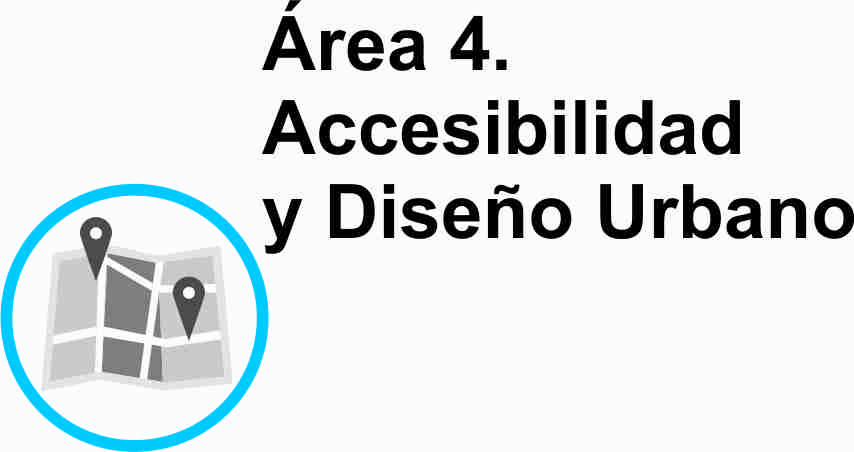 Área 4.
Accesibilidad
y Diseño Urbano